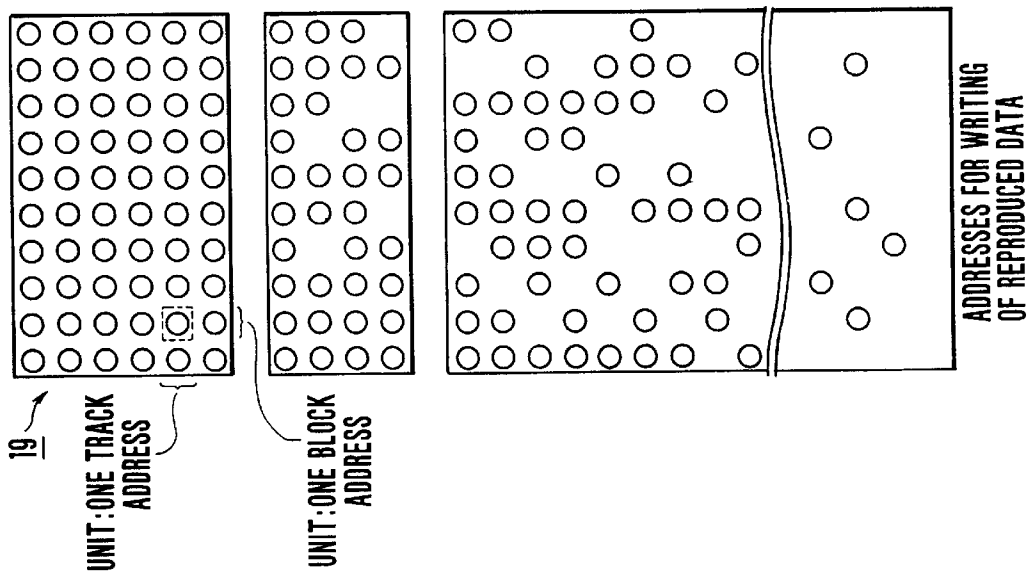 19
UNIT:ONE TRACK
ADDRESS
UNIT:ONE BLOCK
ADDRESS
ADDRESSES FOR WRITING
OF REPRODUCED DATA